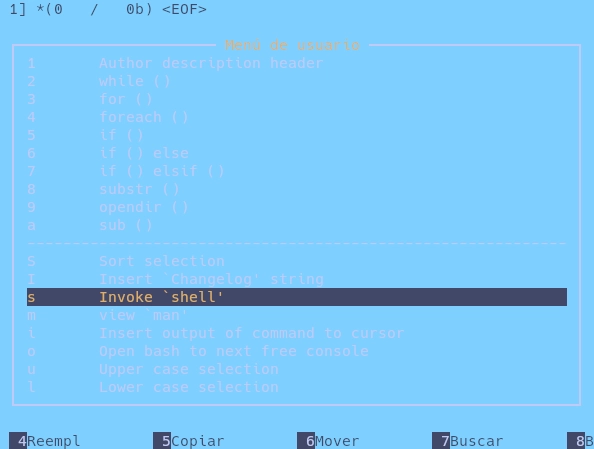 1] *(0   /   0b) <EOF>
Menú de usuario
1       Author description header
2       while ()
3       for ()
4       foreach ()
5       if ()
6       if () else
7       if () elsif ()
8       substr ()
9       opendir ()
a       sub ()
S       Sort selection
I       Insert `Changelog' string
s       Invoke `shell'
m       view `man'
i       Insert output of command to cursor
o       Open bash to next free console
u       Upper case selection
l       Lower case selection
4Reempl 5Copiar 6Mover 7Buscar 8B